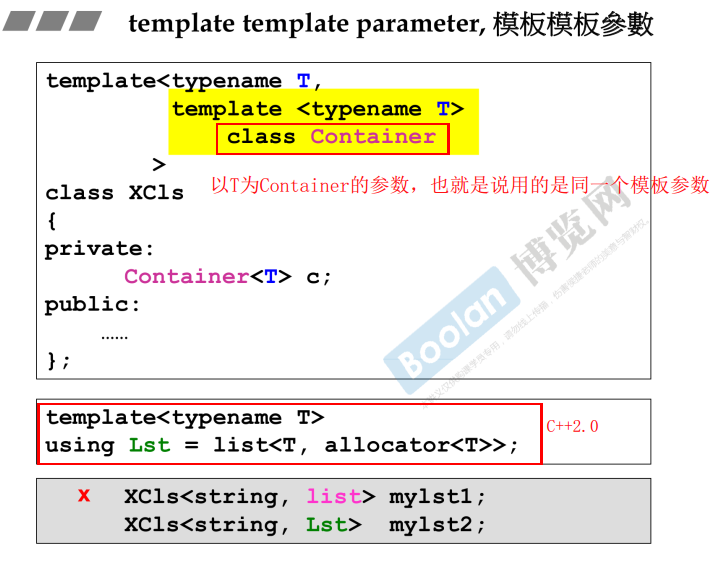 template template parameter, 模板模板參數
template<typename T,
template <typename T>
class Container
>
class XCls
以T为Container的参数，也就是说用的是同一个模板参数
{
private:
Container<T> c;
public:
……
};
Boolan 博览网
template<typename T>
using Lst = list<T, allocator<T>>;
C++2.0
x XCls<string, list> mylst1;
XCls<string, Lst> mylst2;